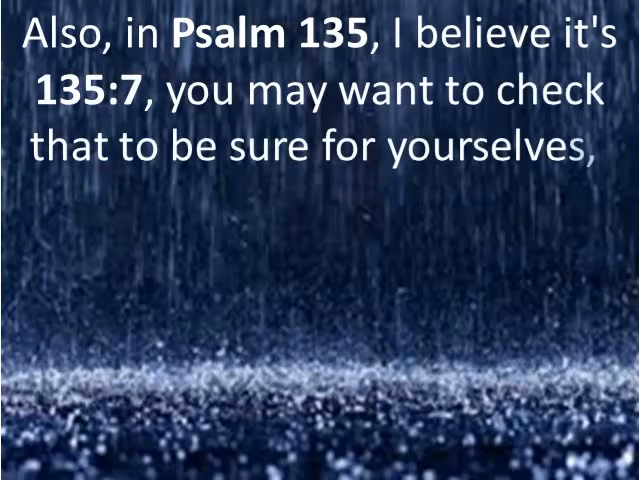 Also, in Psalm 135, I believe it's
135:7, you may want to check
that to be sure for yourselves,